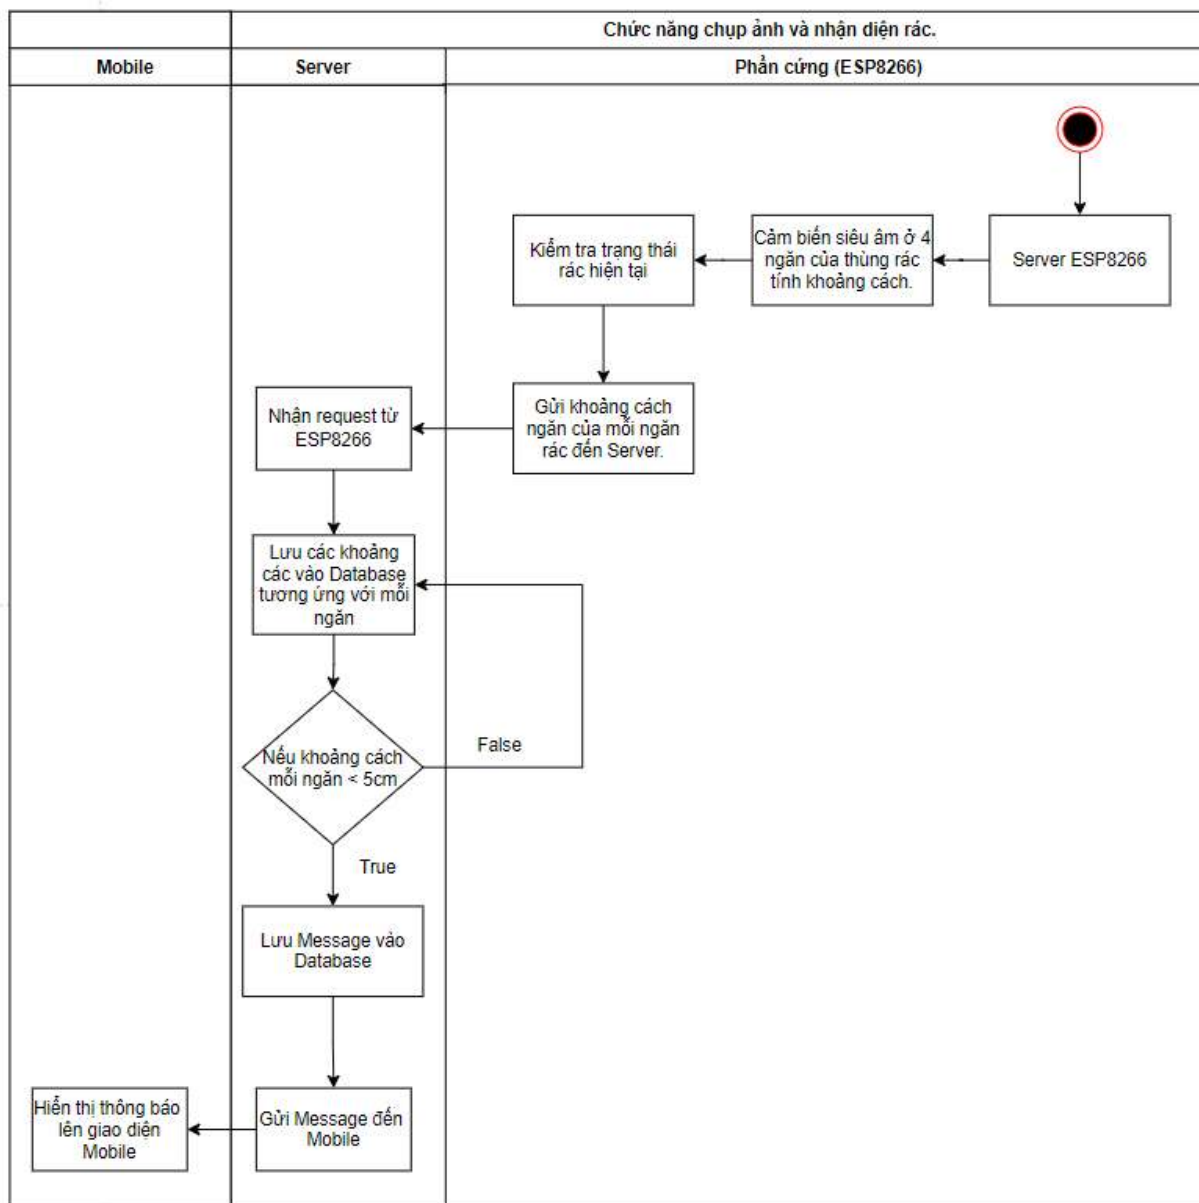 Chức năng chụp ảnh và nhận diện rác.
Mobile
Server
Phần cứng (ESP8266)
Server ESP8266
Cảm biến siêu âm ở 4
ngăn của thùng rác
tính khoảng cách.
Kiểm tra trạng thái
rác hiện tại
Gửi khoảng cách
ngăn của mỗi ngăn
rác đến Server.
Nhận request từ
ESP8266
Lưu các khoảng
các vào Database
tương ứng với mỗi
ngăn
Nếu khoảng cách
mỗi ngăn < 5cm
False
True
Lưu Message vào
Database
Gửi Message đến
Mobile
Hiển thị thông báo
lên giao diện
Mobile